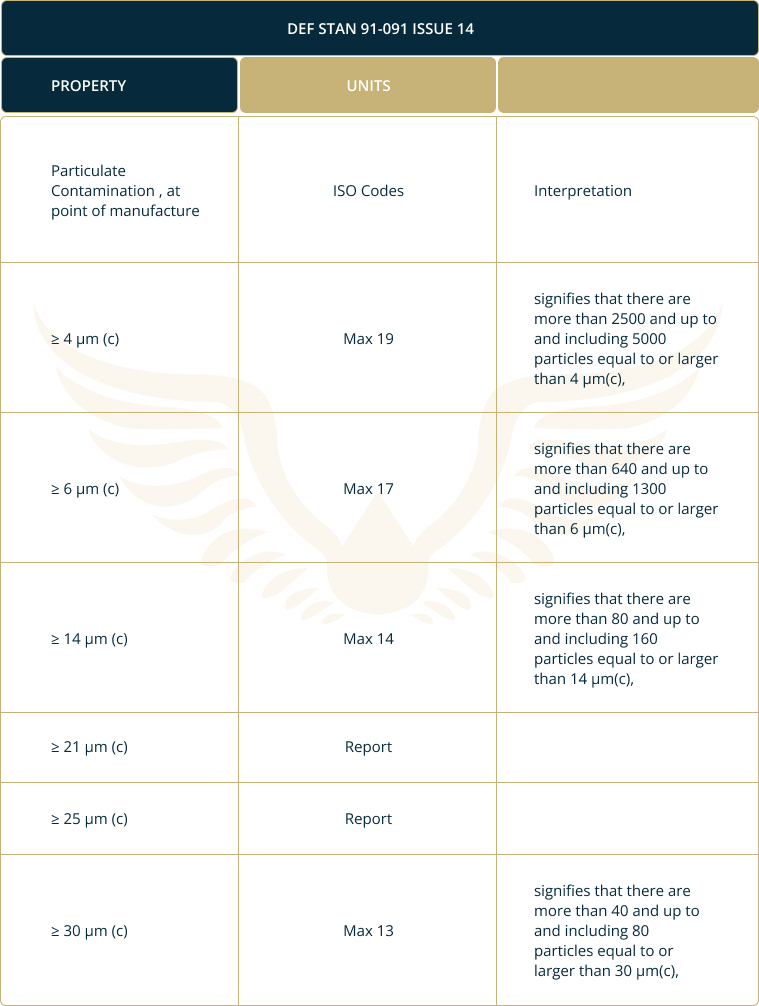 DEF STAN 91-091 ISSUE 14
PROPERTY
UNITS
Particulate
Contamination , at
point of manufacture
ISO Codes
Interpretation
≥ 4 µm (c)
Max 19
signifies that there are
more than 2500 and up to
and including 5000
particles equal to or larger
than 4 µm(c),
≥ 6 µm (c)
Max 17
signifies that there are
more than 640 and up to
and including 1300
particles equal to or larger
than 6 µm(c),
≥ 14 µm (c)
Max 14
signifies that there are
more than 80 and up to
and including 160
particles equal to or larger
than 14 µm(c),
≥ 21 µm (c)
Report
≥ 25 µm (c)
Report
≥ 30 µm (c)
Max 13
signifies that there are
more than 40 and up to
and including 80
particles equal to or
larger than 30 µm(c),